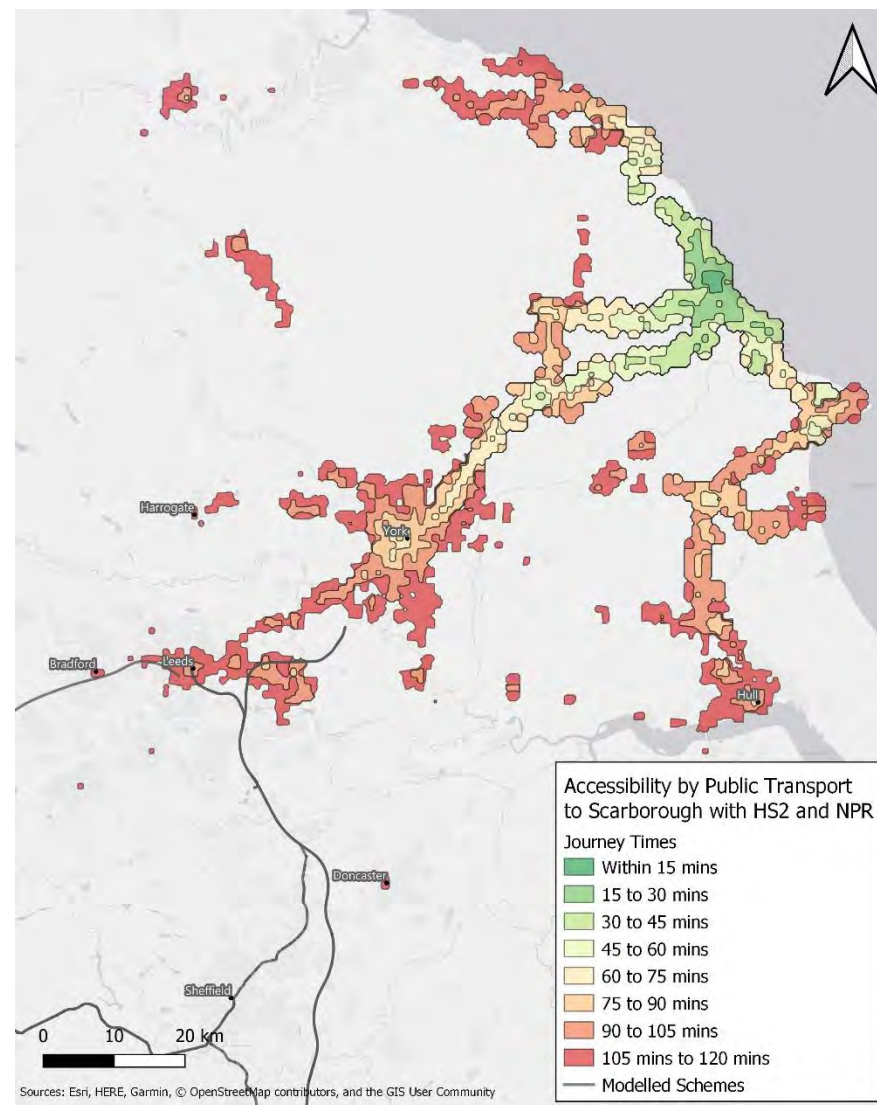 Harrogate
York
Bradford
Leeds
Hull
Doncaster
Sheffield
0 10 20 km
Sources: Esri, HERE, Garmin, © OpenStreetMap contributors, and the GIS User Community
Accessibility by Public Transport
to Scarborough with HS2 and NPR
Journey Times
Within 15 mins
15 to 30 mins
30 to 45 mins
45 to 60 mins
60 to 75 mins
75 to 90 mins
90 to 105 mins
105 mins to 120 mins
Modelled Schemes